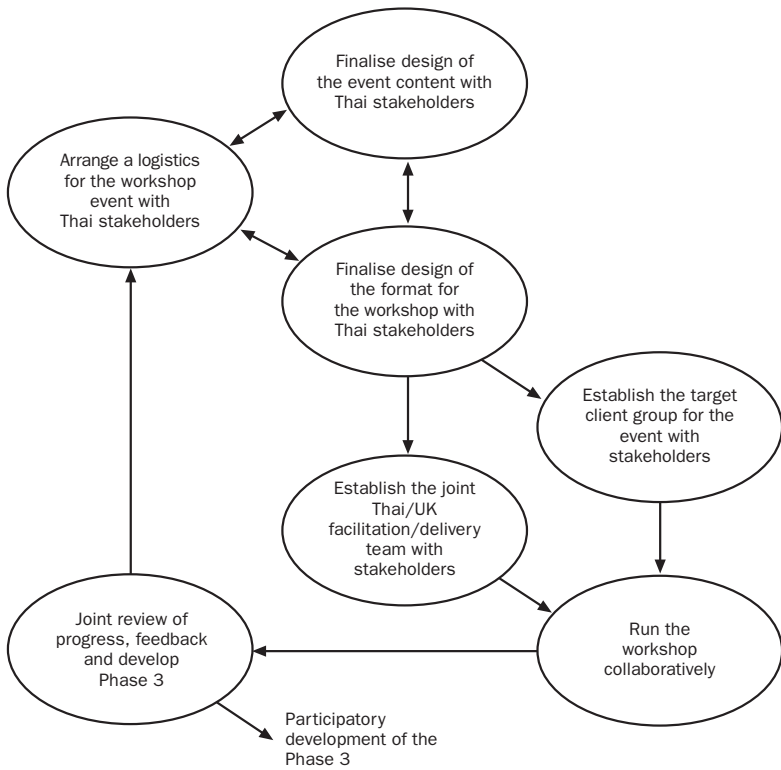 Finalise design of
the event content with
Thai stakeholders
Arrange a logistics
for the workshop
event with
Thai stakeholders
Finalise design of
the format for
the workshop with
Thai stakeholders
Establish the target
client group for the
event with
stakeholders
Establish the joint
Thai/UK
facilitation/delivery
team with
stakeholders
Joint review of
progress, feedback
and develop
Phase 3
Run the
workshop
collaboratively
Participatory
development of the
Phase 3